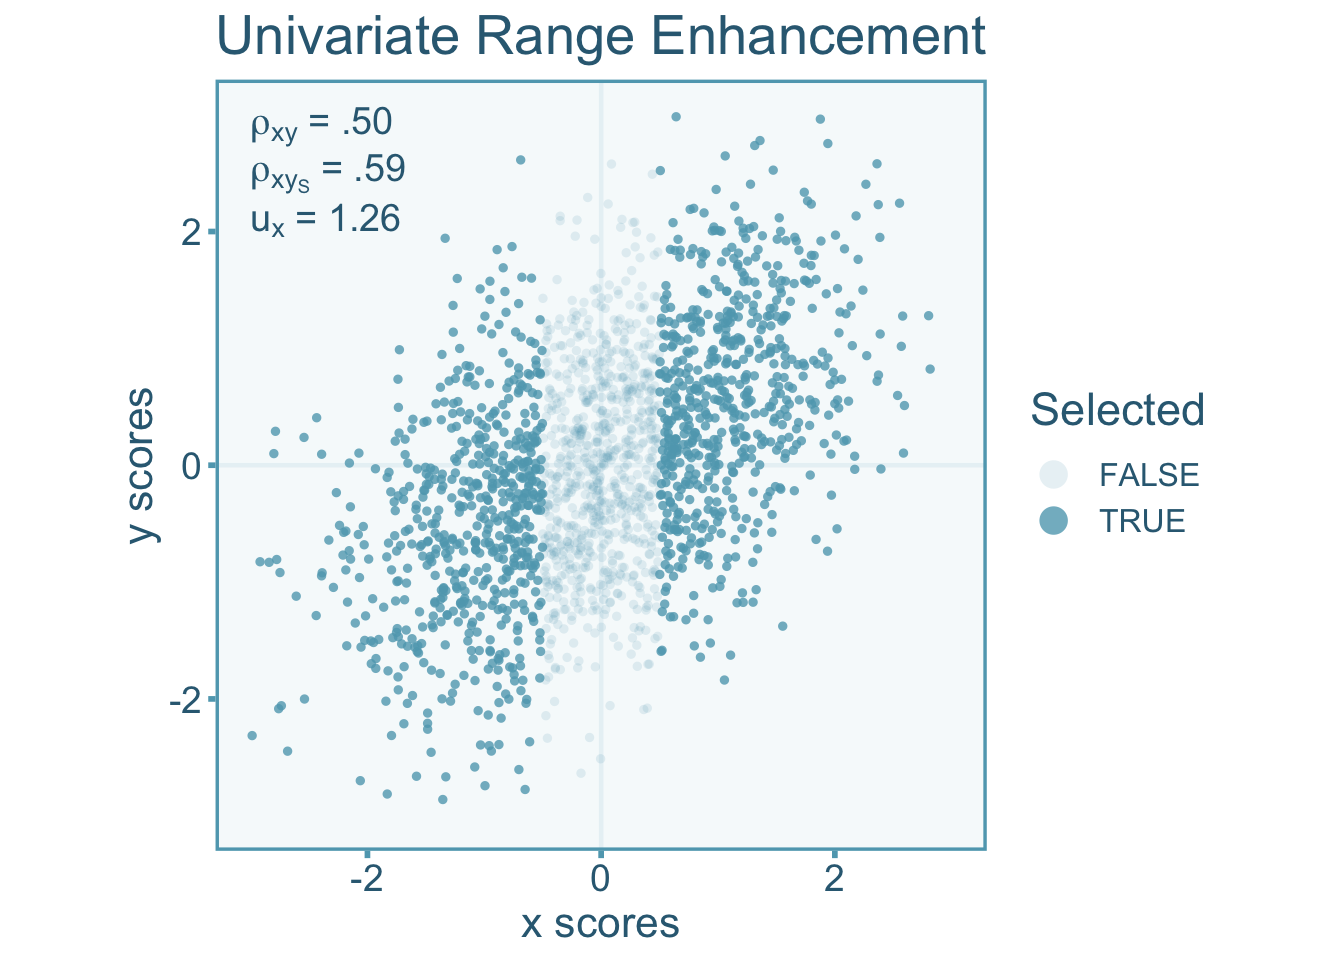 Univariate Range Enhancement
ρxy = .50
ρxyS = .59
ux = 1.26
2
0
-2
y scores
-2
0
2
x scores
Selected
FALSE
TRUE